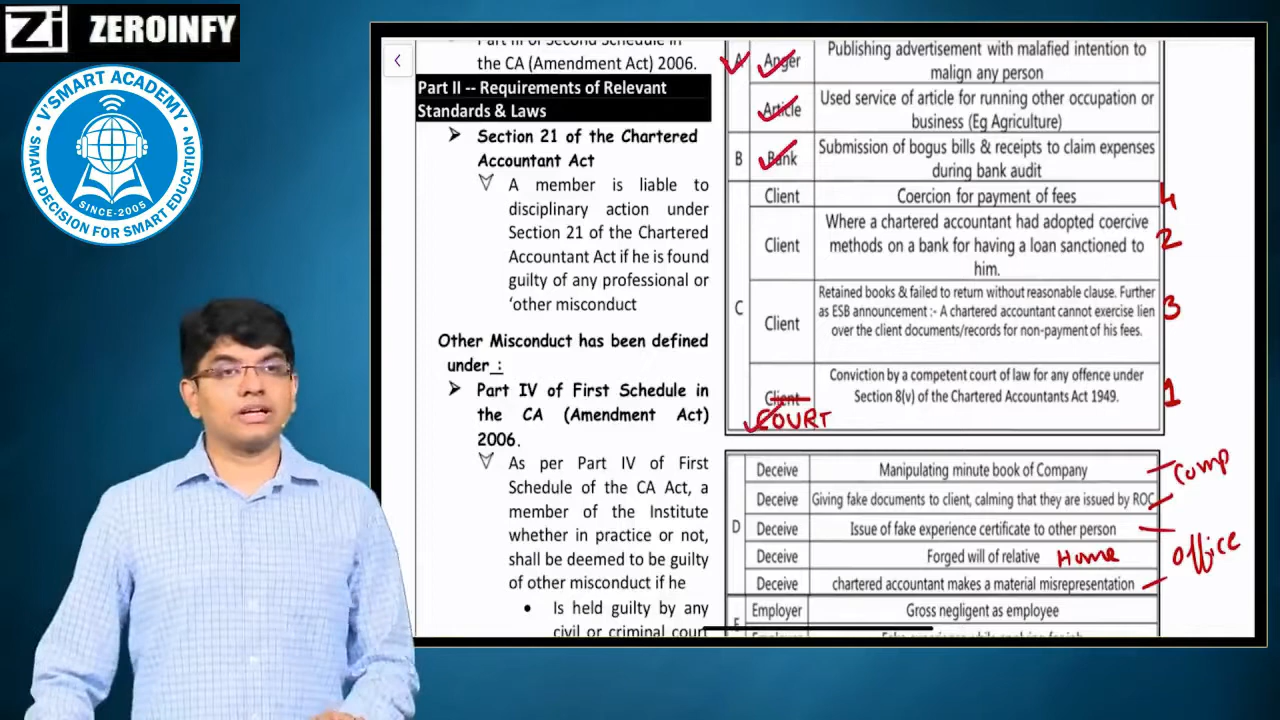 Zi ZEROINFY
• V'SMART ACADEMY •
SMART DECISION FOR SMART EDUCATION
SINCE-2005
Part III of Second Schedule in
the CA (Amendment Act) 2006.
Part II -- Requirements of Relevant
Standards & Laws
➤ Section 21 of the Chartered
Accountant Act
A member is liable to
disciplinary action under
Section 21 of the Chartered
Accountant Act if he is found
guilty of any professional or
‘other misconduct
Other Misconduct has been defined
under :
➤ Part IV of First Schedule in
the CA (Amendment Act)
2006.
As per Part IV of First
Schedule of the CA Act, a
member of the Institute
whether in practice or not,
shall be deemed to be guilty
of other misconduct if he
• Is held guilty by any
civil or criminal court
A Anger Publishing advertisement with malafied intention to
malign any person
Article Used service of article for running other occupation or
business (Eg Agriculture)
B Bank Submission of bogus bills & receipts to claim expenses
during bank audit
C
Client Coercion for payment of fees 4
Client Where a chartered accountant had adopted coercive
methods on a bank for having a loan sanctioned to
him.
2
Client Retained books & failed to return without reasonable clause. Further
as ESB announcement :- A chartered accountant cannot exercise lien
over the client documents/records for non-payment of his fees.
3
Client Conviction by a competent court of law for any offence under
Section 8(v) of the Chartered Accountants Act 1949.
1
COURT
D
Deceive Manipulating minute book of Company Comp
Deceive Giving fake documents to client, calming that they are issued by ROC
Deceive Issue of fake experience certificate to other person
Deceive Forged will of relative Home
Office
Deceive chartered accountant makes a material misrepresentation
E Employer Gross negligent as employee